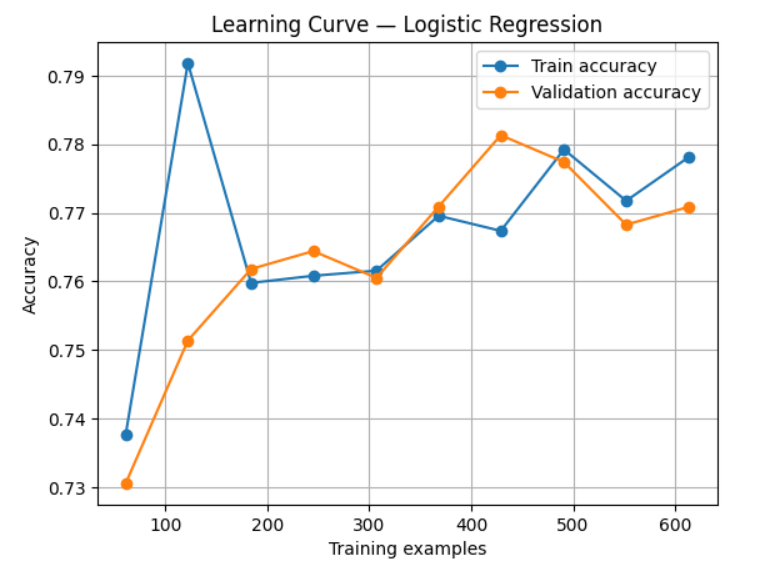 Learning Curve — Logistic Regression
Train accuracy
Validation accuracy
0.79
0.78
0.77
0.76
0.75
0.74
0.73
Accuracy
100 200 300 400 500 600
Training examples